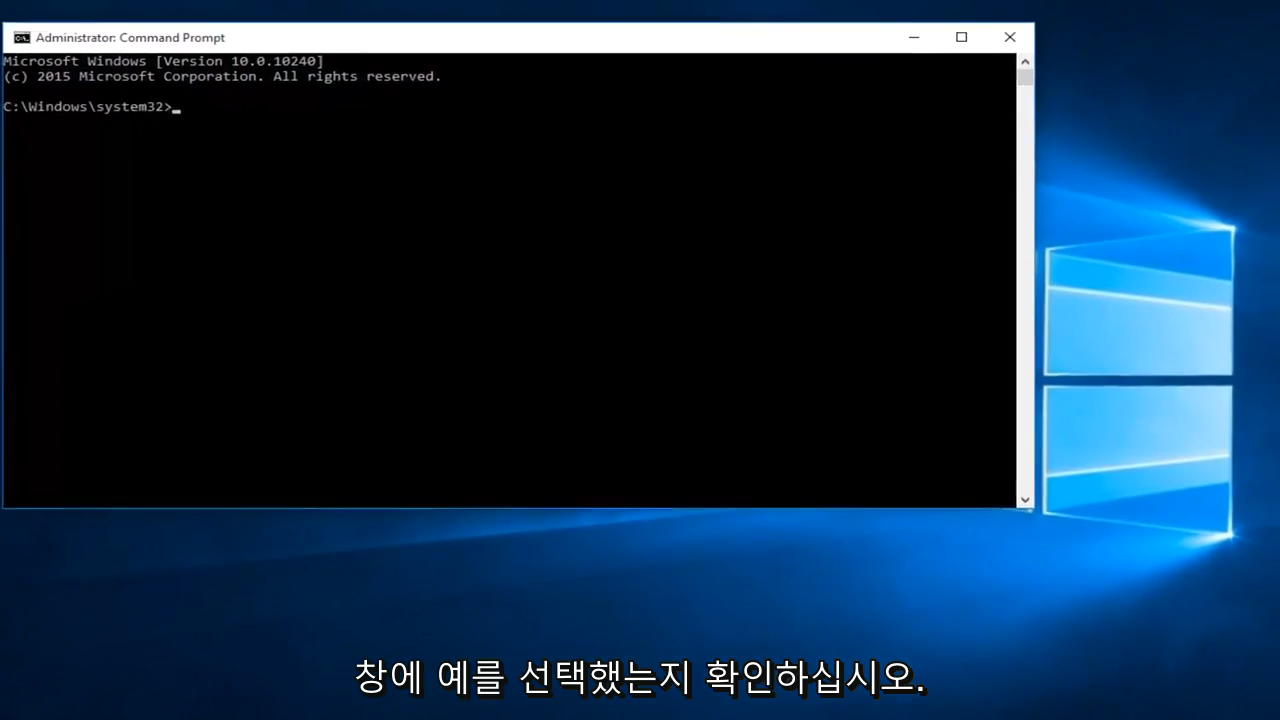 Administrator: Command Prompt
Microsoft Windows [Version 10.0.10240]
(c) 2015 Microsoft Corporation. All rights reserved.
C:\Windows\system32>_
창에 예를 선택했는지 확인하십시오.